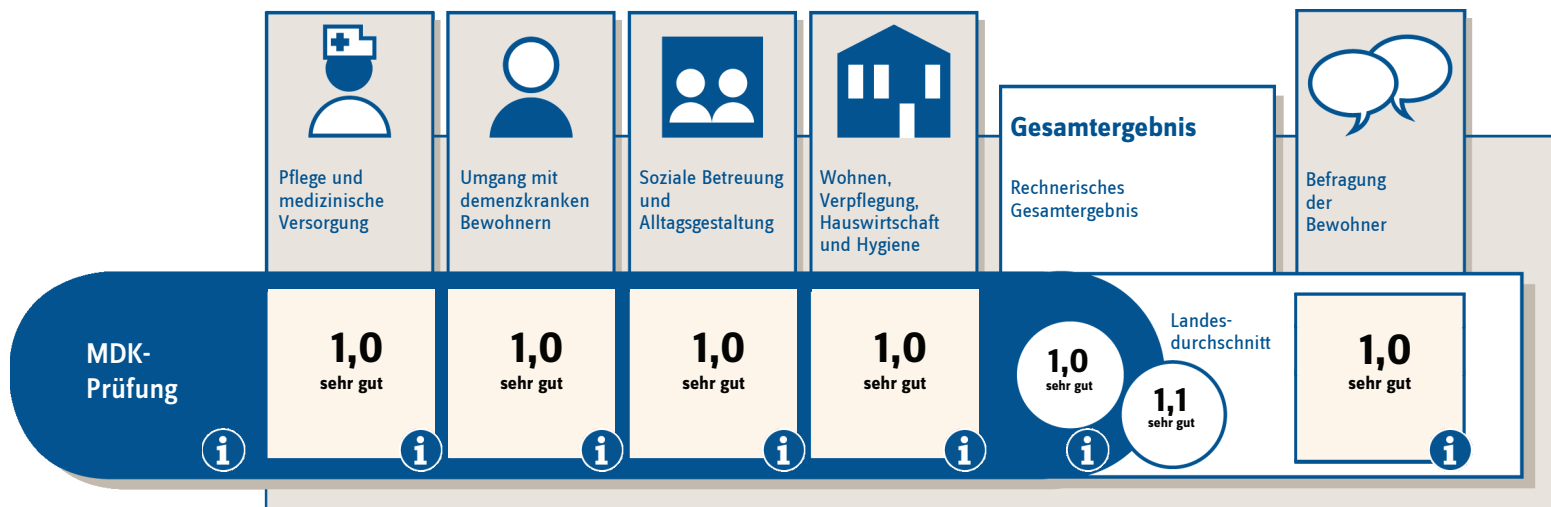 Pflege und
medizinische
Versorgung
Umgang mit
demenzkranken
Bewohnern
Soziale Betreuung
und
Alltagsgestaltung
Wohnen,
Verpflegung,
Hauswirtschaft
und Hygiene
Gesamtergebnis
Rechnerisches
Gesamtergebnis
Befragung
der
Bewohner
MDK-
Prüfung
i
1,0
sehr gut
i
1,0
sehr gut
i
1,0
sehr gut
i
1,0
sehr gut
i
1,0
sehr gut
i
Landes-
durchschnitt
1,1
sehr gut
1,0
sehr gut
i